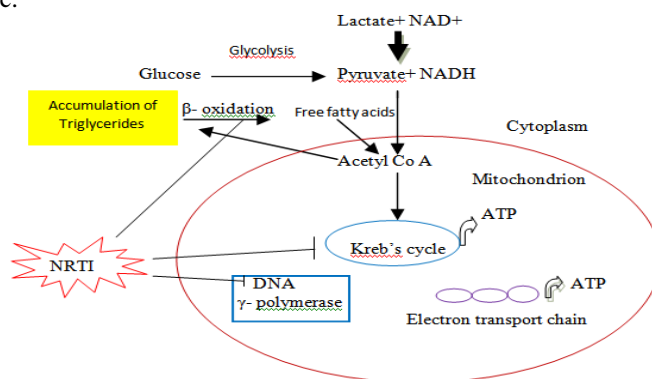 c.
Lactate+ NAD+
Glycolysis
Glucose
Pyruvate+ NADH
Accumulation of
Triglycerides
β- oxidation
Free fatty acids
Cytoplasm
Acetyl Co A
Mitochondrion
ATP
Kreb's cycle
NRTI
DNA
γ- polymerase
ATP
Electron transport chain